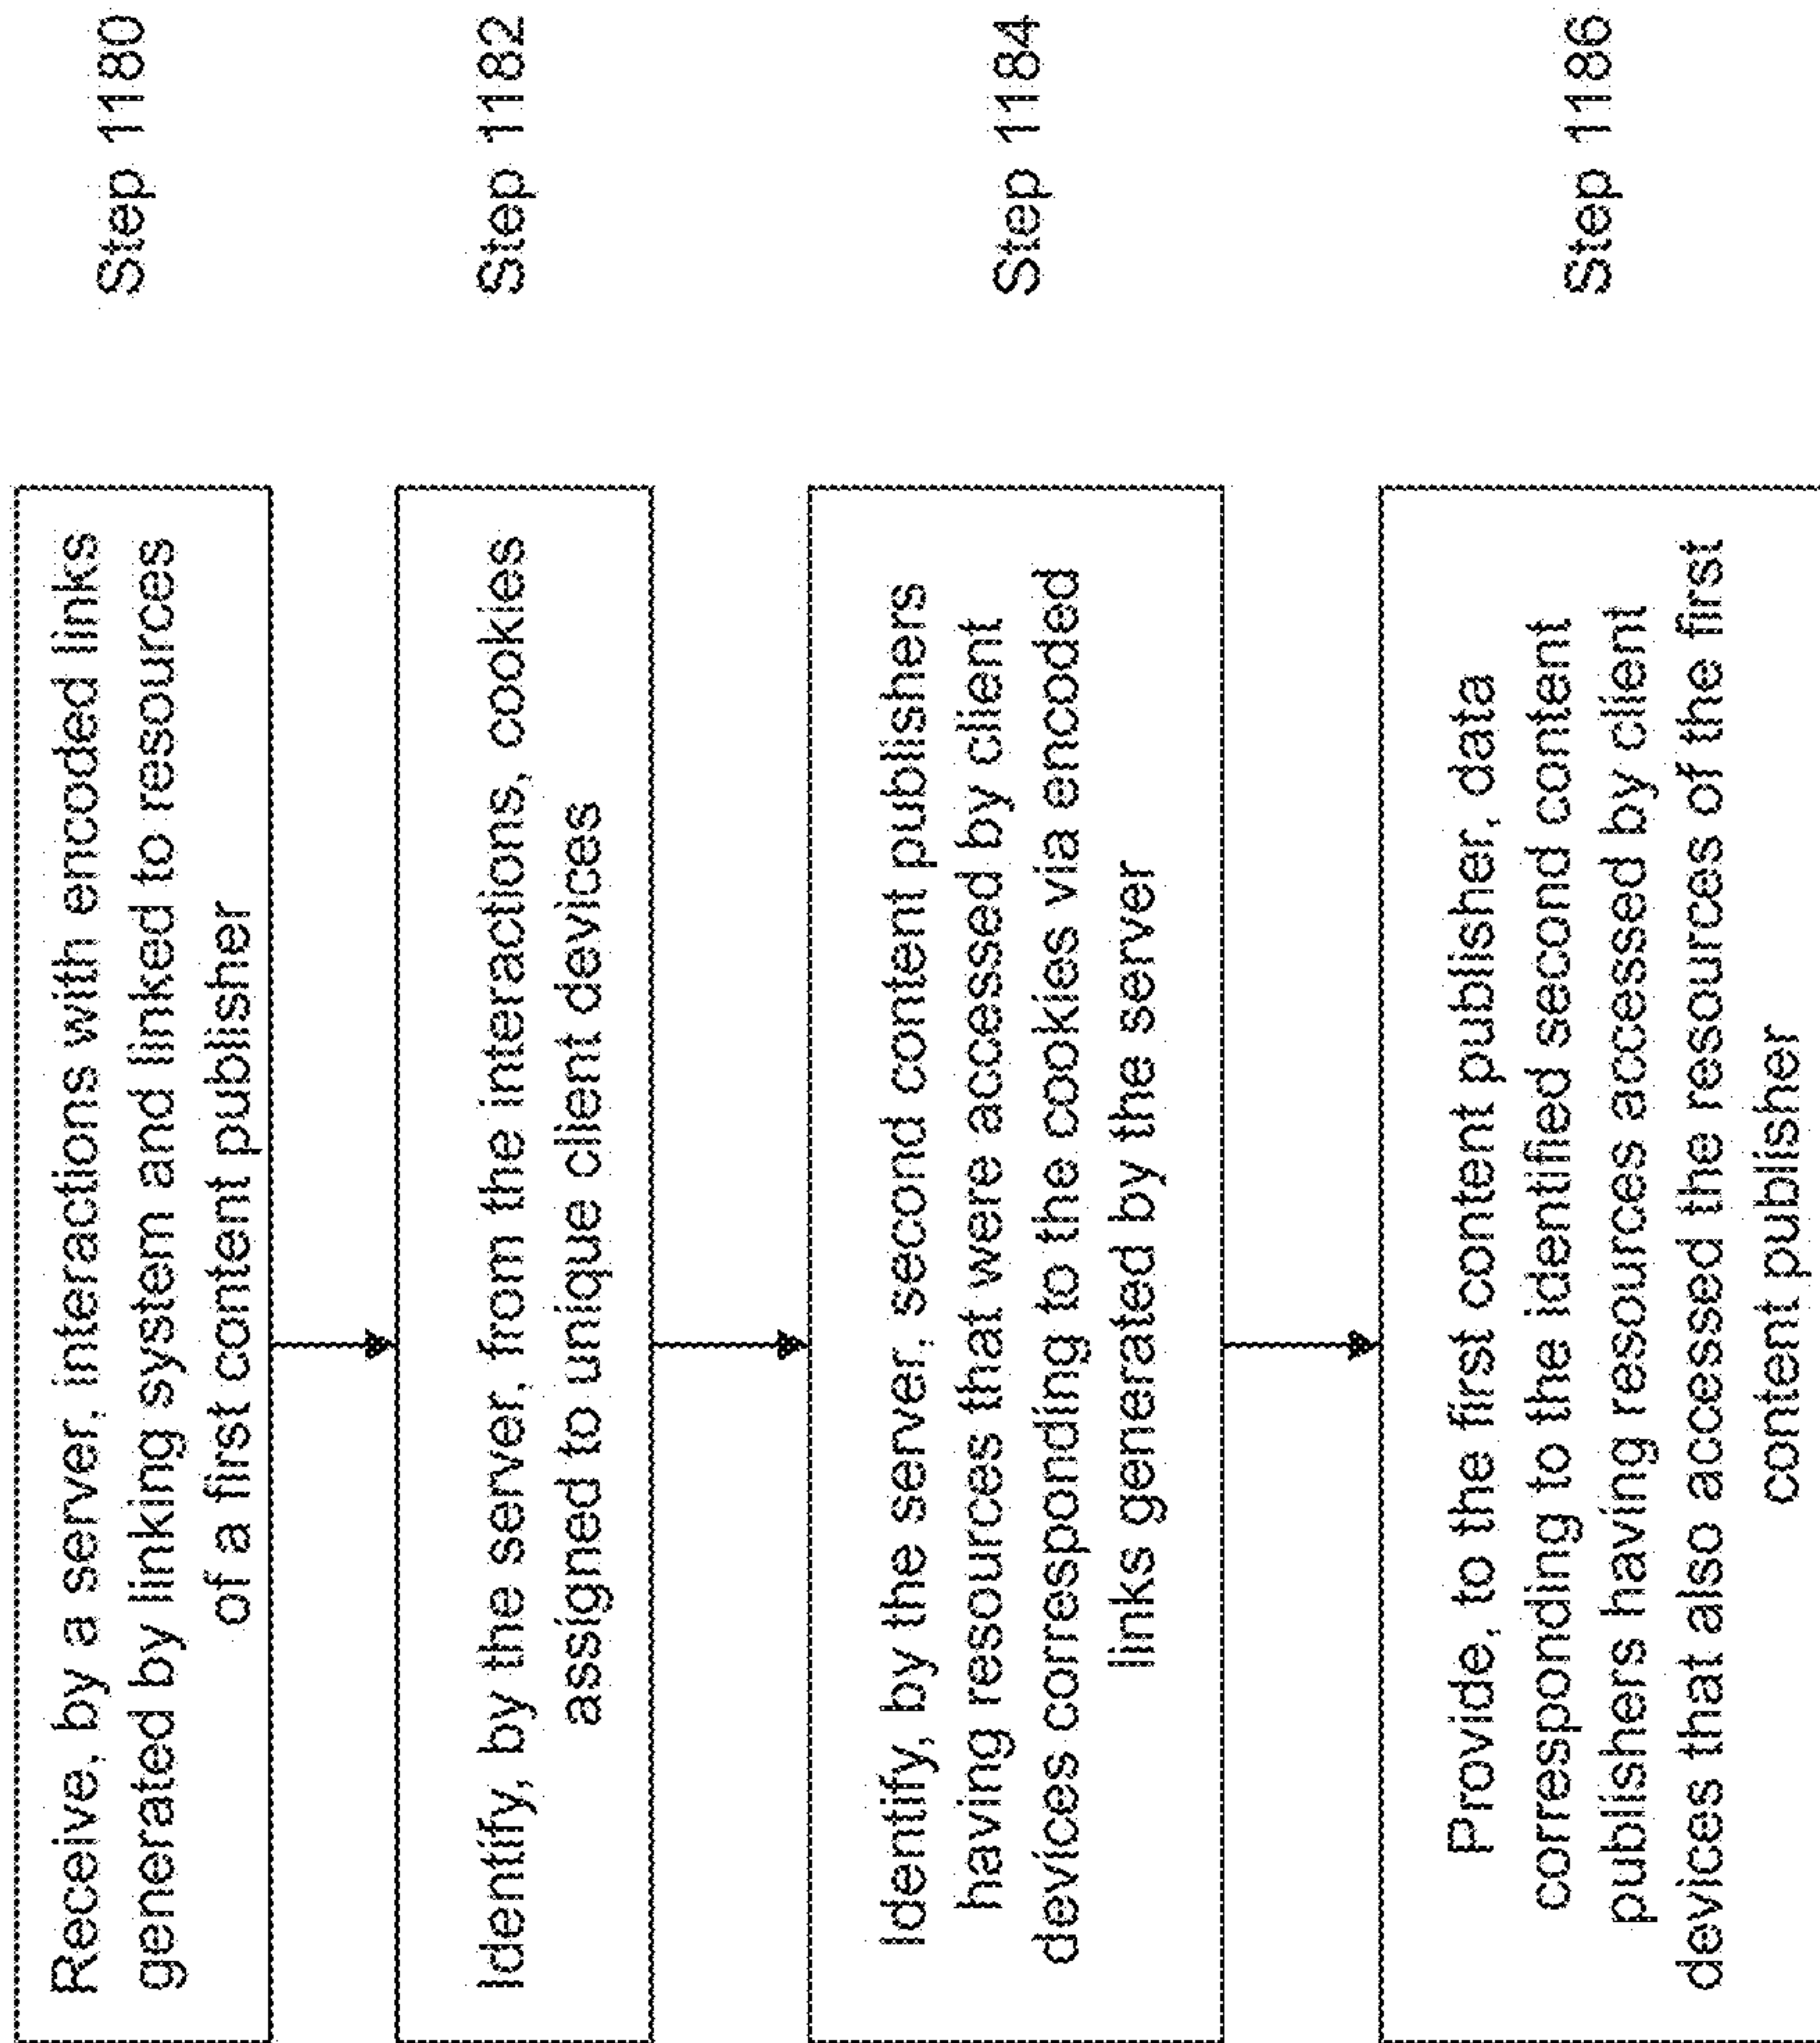 Receive, by a server, interactions with encoded links
generated by linking system and linked to resources
of a first content publisher
Step 1180
Identify, by the server, from the interactions, cookies
assigned to unique client devices
Step 1182
Identify, by the server, second content publishers
having resources that were accessed by client
devices corresponding to the cookies via encoded
links generated by the server
Step 1184
Provide, to the first content publisher, data
corresponding to the identified second content
publishers having resources accessed by client
devices that also accessed the resources of the first
content publisher
Step 1186